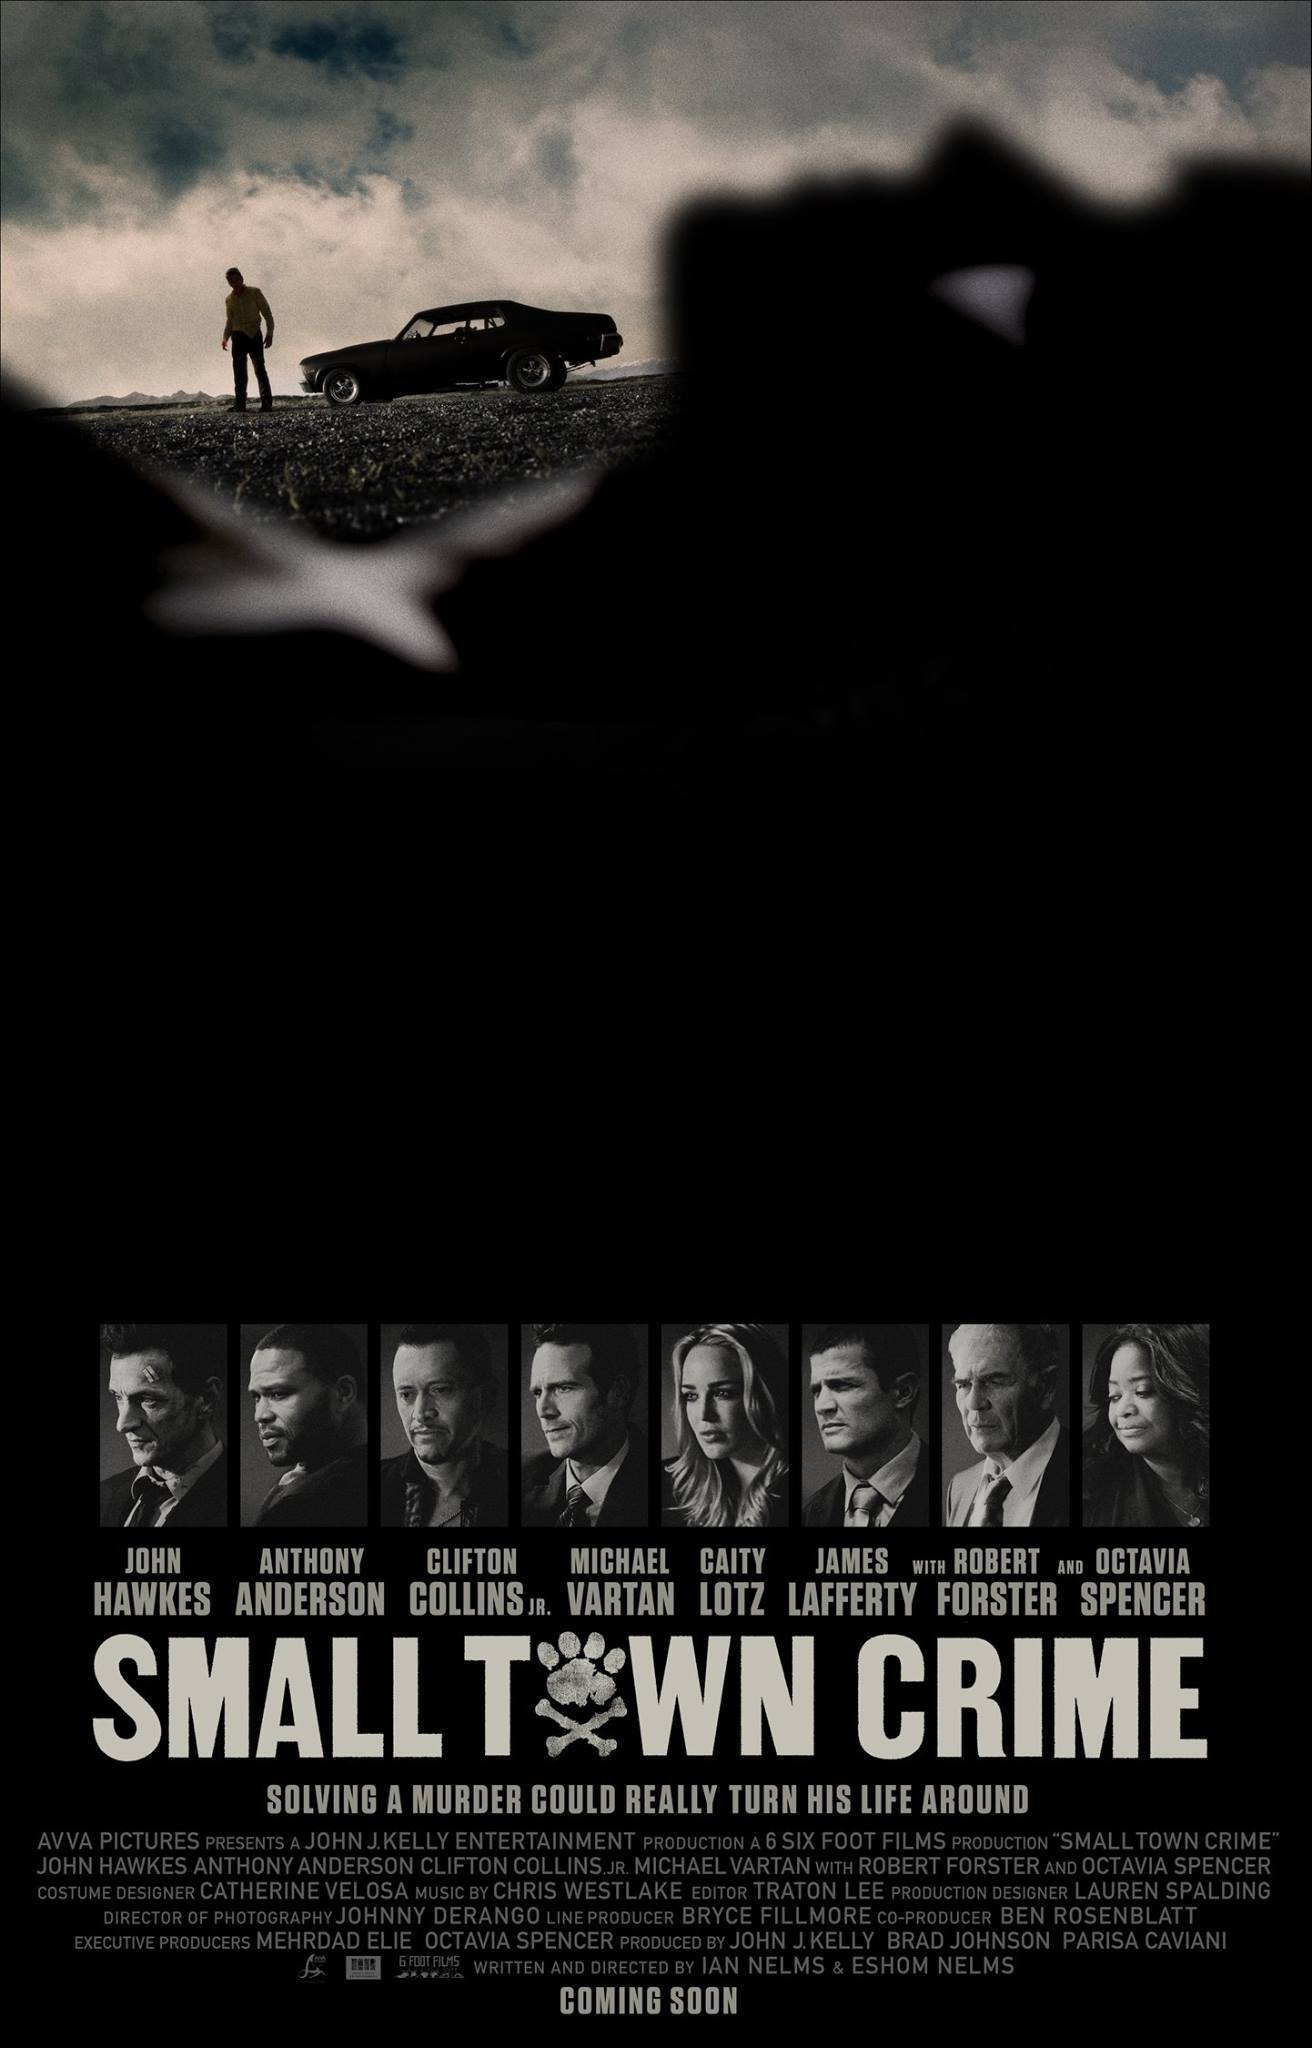 JOHN HAWKES
ANTHONY ANDERSON
CLIFTON COLLINS JR.
MICHAEL VARTAN
CAITY LOTZ
JAMES LAFFERTY
WITH ROBERT FORSTER
AND OCTAVIA SPENCER
SMALL TOWN CRIME
SOLVING A MURDER COULD REALLY TURN HIS LIFE AROUND
AVVA PICTURES PRESENTS A JOHN J. KELLY ENTERTAINMENT PRODUCTION A 6 SIX FOOT FILMS PRODUCTION "SMALL TOWN CRIME"
JOHN HAWKES ANTHONY ANDERSON CLIFTON COLLINS, JR. MICHAEL VARTAN WITH ROBERT FORSTER AND OCTAVIA SPENCER
COSTUME DESIGNER CATHERINE VELOSA MUSIC BY CHRIS WESTLAKE EDITOR TRATON LEE PRODUCTION DESIGNER LAUREN SPALDING
DIRECTOR OF PHOTOGRAPHY JOHNNY DERANGO LINE PRODUCER BRYCE FILLMORE CO-PRODUCER BEN ROSENBLATT
EXECUTIVE PRODUCERS MEHRDAD ELIE OCTAVIA SPENCER PRODUCED BY JOHN J. KELLY BRAD JOHNSON PARISA CAVIANI
6 FOOT FILMS WRITTEN AND DIRECTED BY IAN NELMS & ESHOM NELMS
COMING SOON